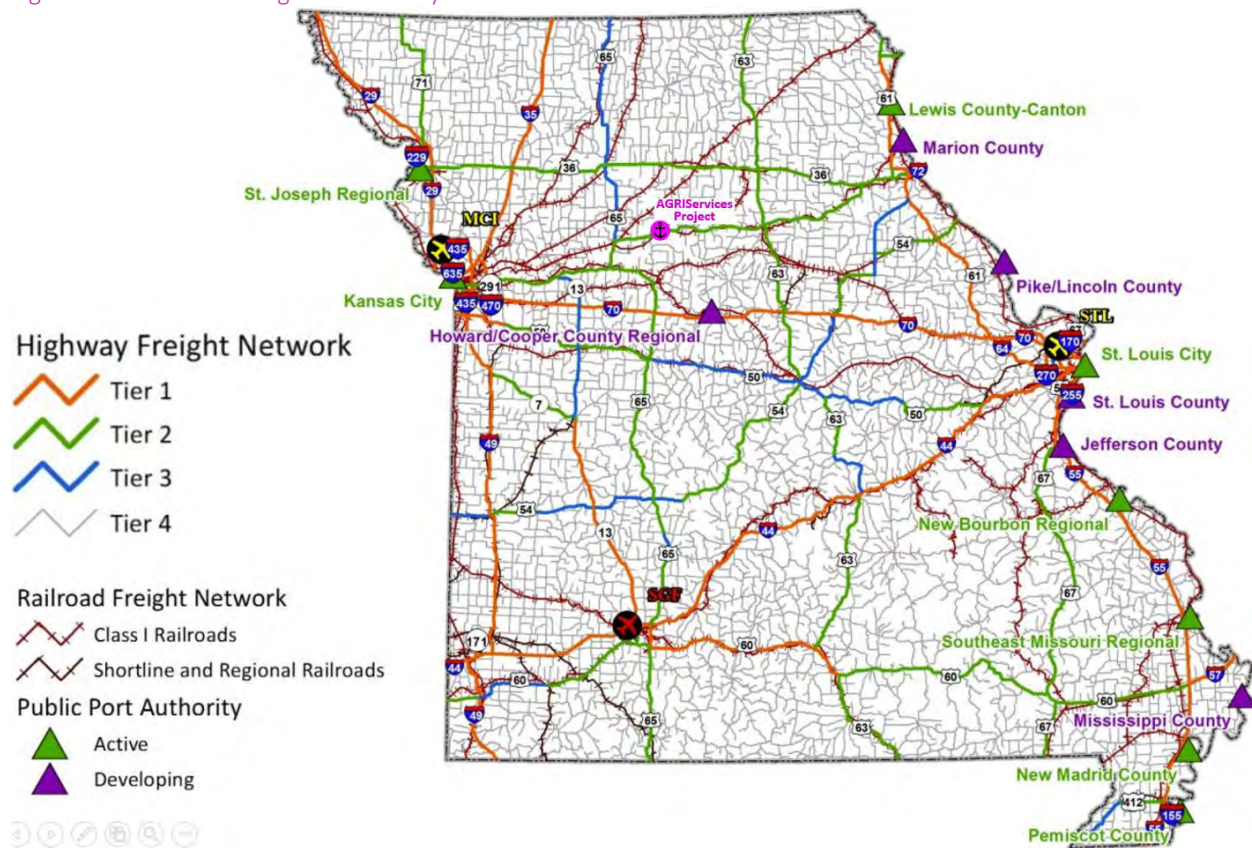 61
65
63
71
29
35
Lewis County-Canton
Marion County
229
36
36
72
St. Joseph Regional
29
AGRIServices
Project
65
MCI
435
54
63
61
Pike/Lincoln County
635
291
13
Kansas City
435
470
70
Howard/Cooper County Regional
70
64
70
STL
170
St. Louis City
270
255
St. Louis County
50
50
7
65
54
63
50
49
44
Jefferson County
67
55
54
13
65
44
63
67
New Bourbon Regional
55
SGF
171
44
60
60
65
49
63
60
67
60
Southeast Missouri Regional
57
Mississippi County
New Madrid County
412
155
55
Pemiscot County
Highway Freight Network
Tier 1
Tier 2
Tier 3
Tier 4
Railroad Freight Network
Class I Railroads
Shortline and Regional Railroads
Public Port Authority
Active
Developing